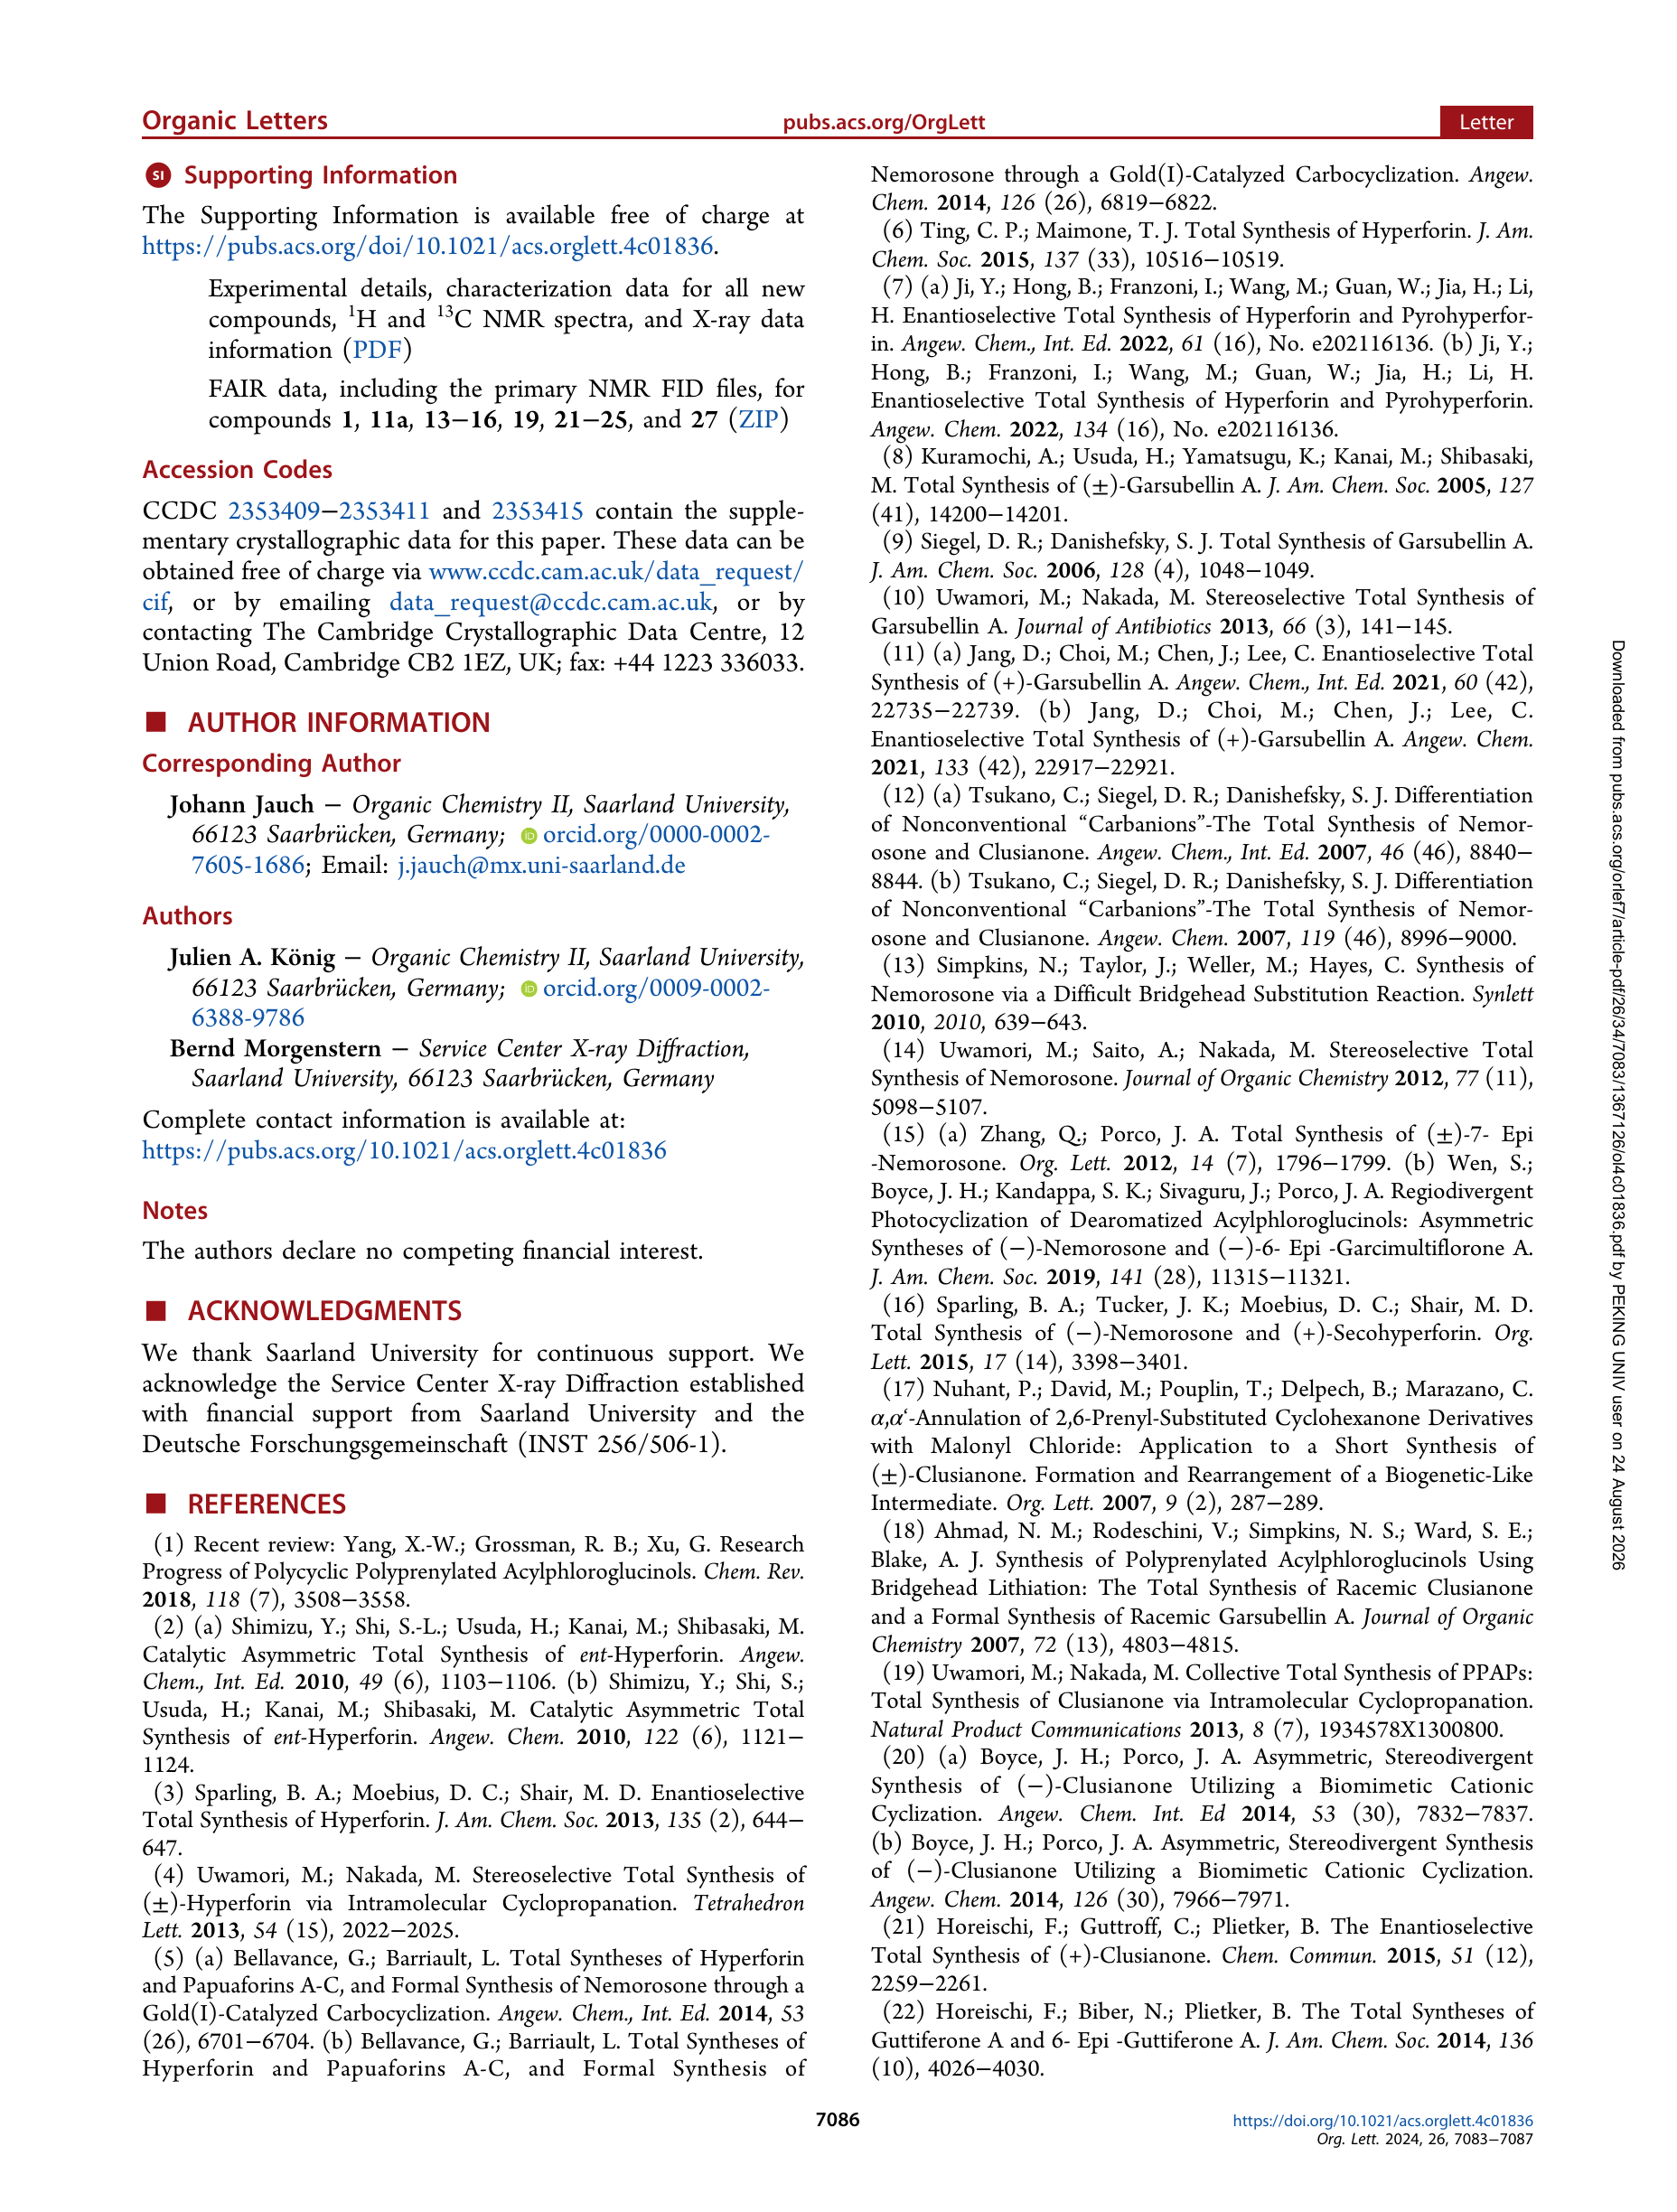 Organic Letters
pubs.acs.org/OrgLett
Letter
SI Supporting Information
The Supporting Information is available free of charge at
https://pubs.acs.org/doi/10.1021/acs.orglett.4c01836.
Experimental details, characterization data for all new
compounds, ¹H and ¹³C NMR spectra, and X-ray data
information (PDF)
FAIR data, including the primary NMR FID files, for
compounds 1, 11a, 13−16, 19, 21−25, and 27 (ZIP)
Accession Codes
CCDC 2353409−2353411 and 2353415 contain the supple-
mentary crystallographic data for this paper. These data can be
obtained free of charge via www.ccdc.cam.ac.uk/data_request/
cif, or by emailing data_request@ccdc.cam.ac.uk, or by
contacting The Cambridge Crystallographic Data Centre, 12
Union Road, Cambridge CB2 1EZ, UK; fax: +44 1223 336033.
■ AUTHOR INFORMATION
Corresponding Author
Johann Jauch − Organic Chemistry II, Saarland University,
66123 Saarbrücken, Germany; iD orcid.org/0000-0002-
7605-1686; Email: j.jauch@mx.uni-saarland.de
Authors
Julien A. König − Organic Chemistry II, Saarland University,
66123 Saarbrücken, Germany; iD orcid.org/0009-0002-
6388-9786
Bernd Morgenstern − Service Center X-ray Diffraction,
Saarland University, 66123 Saarbrücken, Germany
Complete contact information is available at:
https://pubs.acs.org/10.1021/acs.orglett.4c01836
Notes
The authors declare no competing financial interest.
■ ACKNOWLEDGMENTS
We thank Saarland University for continuous support. We
acknowledge the Service Center X-ray Diffraction established
with financial support from Saarland University and the
Deutsche Forschungsgemeinschaft (INST 256/506-1).
■ REFERENCES
(1) Recent review: Yang, X.-W.; Grossman, R. B.; Xu, G. Research
Progress of Polycyclic Polyprenylated Acylphloroglucinols. Chem. Rev.
2018, 118 (7), 3508−3558.
(2) (a) Shimizu, Y.; Shi, S.-L.; Usuda, H.; Kanai, M.; Shibasaki, M.
Catalytic Asymmetric Total Synthesis of ent-Hyperforin. Angew.
Chem., Int. Ed. 2010, 49 (6), 1103−1106. (b) Shimizu, Y.; Shi, S.;
Usuda, H.; Kanai, M.; Shibasaki, M. Catalytic Asymmetric Total
Synthesis of ent-Hyperforin. Angew. Chem. 2010, 122 (6), 1121−
1124.
(3) Sparling, B. A.; Moebius, D. C.; Shair, M. D. Enantioselective
Total Synthesis of Hyperforin. J. Am. Chem. Soc. 2013, 135 (2), 644−
647.
(4) Uwamori, M.; Nakada, M. Stereoselective Total Synthesis of
(±)-Hyperforin via Intramolecular Cyclopropanation. Tetrahedron
Lett. 2013, 54 (15), 2022−2025.
(5) (a) Bellavance, G.; Barriault, L. Total Syntheses of Hyperforin
and Papuaforins A-C, and Formal Synthesis of Nemorosone through a
Gold(I)-Catalyzed Carbocyclization. Angew. Chem., Int. Ed. 2014, 53
(26), 6701−6704. (b) Bellavance, G.; Barriault, L. Total Syntheses of
Hyperforin and Papuaforins A-C, and Formal Synthesis of
Nemorosone through a Gold(I)-Catalyzed Carbocyclization. Angew.
Chem. 2014, 126 (26), 6819−6822.
(6) Ting, C. P.; Maimone, T. J. Total Synthesis of Hyperforin. J. Am.
Chem. Soc. 2015, 137 (33), 10516−10519.
(7) (a) Ji, Y.; Hong, B.; Franzoni, I.; Wang, M.; Guan, W.; Jia, H.; Li,
H. Enantioselective Total Synthesis of Hyperforin and Pyrohyperfor-
in. Angew. Chem., Int. Ed. 2022, 61 (16), No. e202116136. (b) Ji, Y.;
Hong, B.; Franzoni, I.; Wang, M.; Guan, W.; Jia, H.; Li, H.
Enantioselective Total Synthesis of Hyperforin and Pyrohyperforin.
Angew. Chem. 2022, 134 (16), No. e202116136.
(8) Kuramochi, A.; Usuda, H.; Yamatsugu, K.; Kanai, M.; Shibasaki,
M. Total Synthesis of (±)-Garsubellin A. J. Am. Chem. Soc. 2005, 127
(41), 14200−14201.
(9) Siegel, D. R.; Danishefsky, S. J. Total Synthesis of Garsubellin A.
J. Am. Chem. Soc. 2006, 128 (4), 1048−1049.
(10) Uwamori, M.; Nakada, M. Stereoselective Total Synthesis of
Garsubellin A. Journal of Antibiotics 2013, 66 (3), 141−145.
(11) (a) Jang, D.; Choi, M.; Chen, J.; Lee, C. Enantioselective Total
Synthesis of (+)-Garsubellin A. Angew. Chem., Int. Ed. 2021, 60 (42),
22735−22739. (b) Jang, D.; Choi, M.; Chen, J.; Lee, C.
Enantioselective Total Synthesis of (+)-Garsubellin A. Angew. Chem.
2021, 133 (42), 22917−22921.
(12) (a) Tsukano, C.; Siegel, D. R.; Danishefsky, S. J. Differentiation
of Nonconventional “Carbanions”-The Total Synthesis of Nemor-
osone and Clusianone. Angew. Chem., Int. Ed. 2007, 46 (46), 8840−
8844. (b) Tsukano, C.; Siegel, D. R.; Danishefsky, S. J. Differentiation
of Nonconventional “Carbanions”-The Total Synthesis of Nemor-
osone and Clusianone. Angew. Chem. 2007, 119 (46), 8996−9000.
(13) Simpkins, N.; Taylor, J.; Weller, M.; Hayes, C. Synthesis of
Nemorosone via a Difficult Bridgehead Substitution Reaction. Synlett
2010, 2010, 639−643.
(14) Uwamori, M.; Saito, A.; Nakada, M. Stereoselective Total
Synthesis of Nemorosone. Journal of Organic Chemistry 2012, 77 (11),
5098−5107.
(15) (a) Zhang, Q.; Porco, J. A. Total Synthesis of (±)-7- Epi
-Nemorosone. Org. Lett. 2012, 14 (7), 1796−1799. (b) Wen, S.;
Boyce, J. H.; Kandappa, S. K.; Sivaguru, J.; Porco, J. A. Regiodivergent
Photocyclization of Dearomatized Acylphloroglucinols: Asymmetric
Syntheses of (−)-Nemorosone and (−)-6- Epi -Garcimultiflorone A.
J. Am. Chem. Soc. 2019, 141 (28), 11315−11321.
(16) Sparling, B. A.; Tucker, J. K.; Moebius, D. C.; Shair, M. D.
Total Synthesis of (−)-Nemorosone and (+)-Secohyperforin. Org.
Lett. 2015, 17 (14), 3398−3401.
(17) Nuhant, P.; David, M.; Pouplin, T.; Delpech, B.; Marazano, C.
α,α‘-Annulation of 2,6-Prenyl-Substituted Cyclohexanone Derivatives
with Malonyl Chloride: Application to a Short Synthesis of
(±)-Clusianone. Formation and Rearrangement of a Biogenetic-Like
Intermediate. Org. Lett. 2007, 9 (2), 287−289.
(18) Ahmad, N. M.; Rodeschini, V.; Simpkins, N. S.; Ward, S. E.;
Blake, A. J. Synthesis of Polyprenylated Acylphloroglucinols Using
Bridgehead Lithiation: The Total Synthesis of Racemic Clusianone
and a Formal Synthesis of Racemic Garsubellin A. Journal of Organic
Chemistry 2007, 72 (13), 4803−4815.
(19) Uwamori, M.; Nakada, M. Collective Total Synthesis of PPAPs:
Total Synthesis of Clusianone via Intramolecular Cyclopropanation.
Natural Product Communications 2013, 8 (7), 1934578X1300800.
(20) (a) Boyce, J. H.; Porco, J. A. Asymmetric, Stereodivergent
Synthesis of (−)-Clusianone Utilizing a Biomimetic Cationic
Cyclization. Angew. Chem. Int. Ed 2014, 53 (30), 7832−7837.
(b) Boyce, J. H.; Porco, J. A. Asymmetric, Stereodivergent Synthesis
of (−)-Clusianone Utilizing a Biomimetic Cationic Cyclization.
Angew. Chem. 2014, 126 (30), 7966−7971.
(21) Horeischi, F.; Guttroff, C.; Plietker, B. The Enantioselective
Total Synthesis of (+)-Clusianone. Chem. Commun. 2015, 51 (12),
2259−2261.
(22) Horeischi, F.; Biber, N.; Plietker, B. The Total Syntheses of
Guttiferone A and 6- Epi -Guttiferone A. J. Am. Chem. Soc. 2014, 136
(10), 4026−4030.
Downloaded from pubs.acs.org/orlef7/article-pdf/26/34/7083/1367126/ol4c01836.pdf by PEKING UNIV user on 24 August 2026
7086
https://doi.org/10.1021/acs.orglett.4c01836
Org. Lett. 2024, 26, 7083−7087